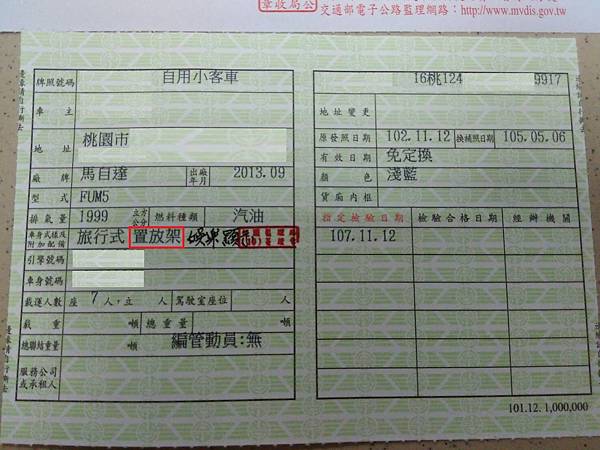 章收局公
交通部電子公路監理網路：http://www.mvdis.gov.tw
牌照號碼 自用小客車
車主
地址 桃園市
廠牌 馬自達 出廠年月 2013.09
型式 FUM5
排氣量 1999 立方公分 燃料種類 汽油
車身式樣及附加配備 旅行式 置放架
引擎號碼
車身號碼
載運人數 座 7 人，立 人 駕駛室座位 人
載重 噸 總重量 噸
總聯結重量 噸 編管動員:無
服務公司或承租人
16桃124 9917
地址變更
原發照日期 102.11.12 換補照日期 105.05.06
有效日期 免定換
顏色 淺藍
貨廂內框
指定檢驗日期 檢驗合格日期 經辦機關
107.11.12
101.12.1,000,000